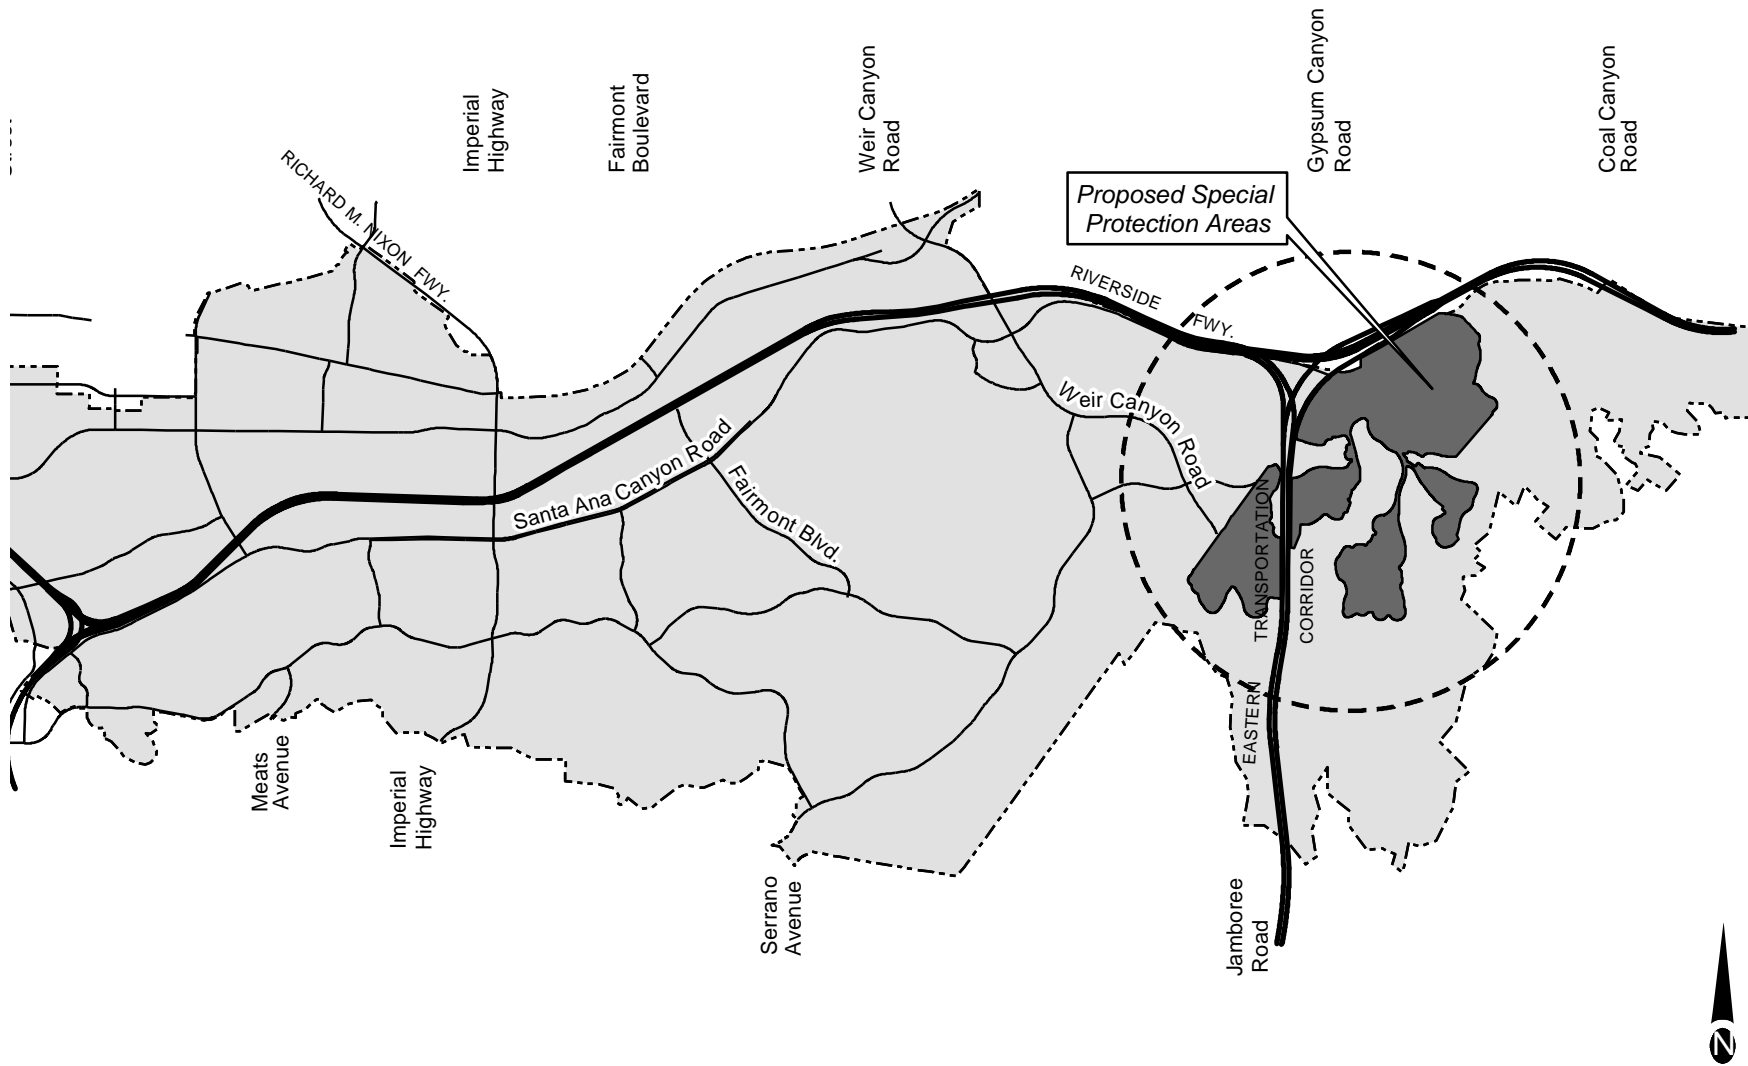 Imperial
Highway
Fairmont
Boulevard
Weir Canyon
Road
Gypsum Canyon
Road
Coal Canyon
Road
RICHARD M. NIXON FWY.
Proposed Special
Protection Areas
RIVERSIDE
FWY.
Weir Canyon Road
Santa Ana Canyon Road
Fairmont Blvd.
EASTERN
TRANSPORTATION
CORRIDOR
Meats
Avenue
Imperial
Highway
Serrano
Avenue
Jamboree
Road
N